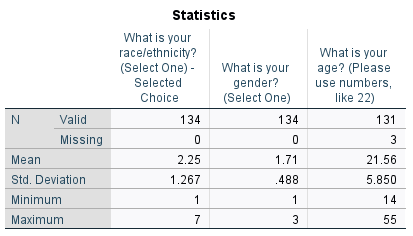 Statistics
What is your race/ethnicity? (Select One) - Selected Choice
What is your gender? (Select One)
What is your age? (Please use numbers, like 22)
N Valid 134 134 131
Missing 0 0 3
Mean 2.25 1.71 21.56
Std. Deviation 1.267 .488 5.850
Minimum 1 1 14
Maximum 7 3 55